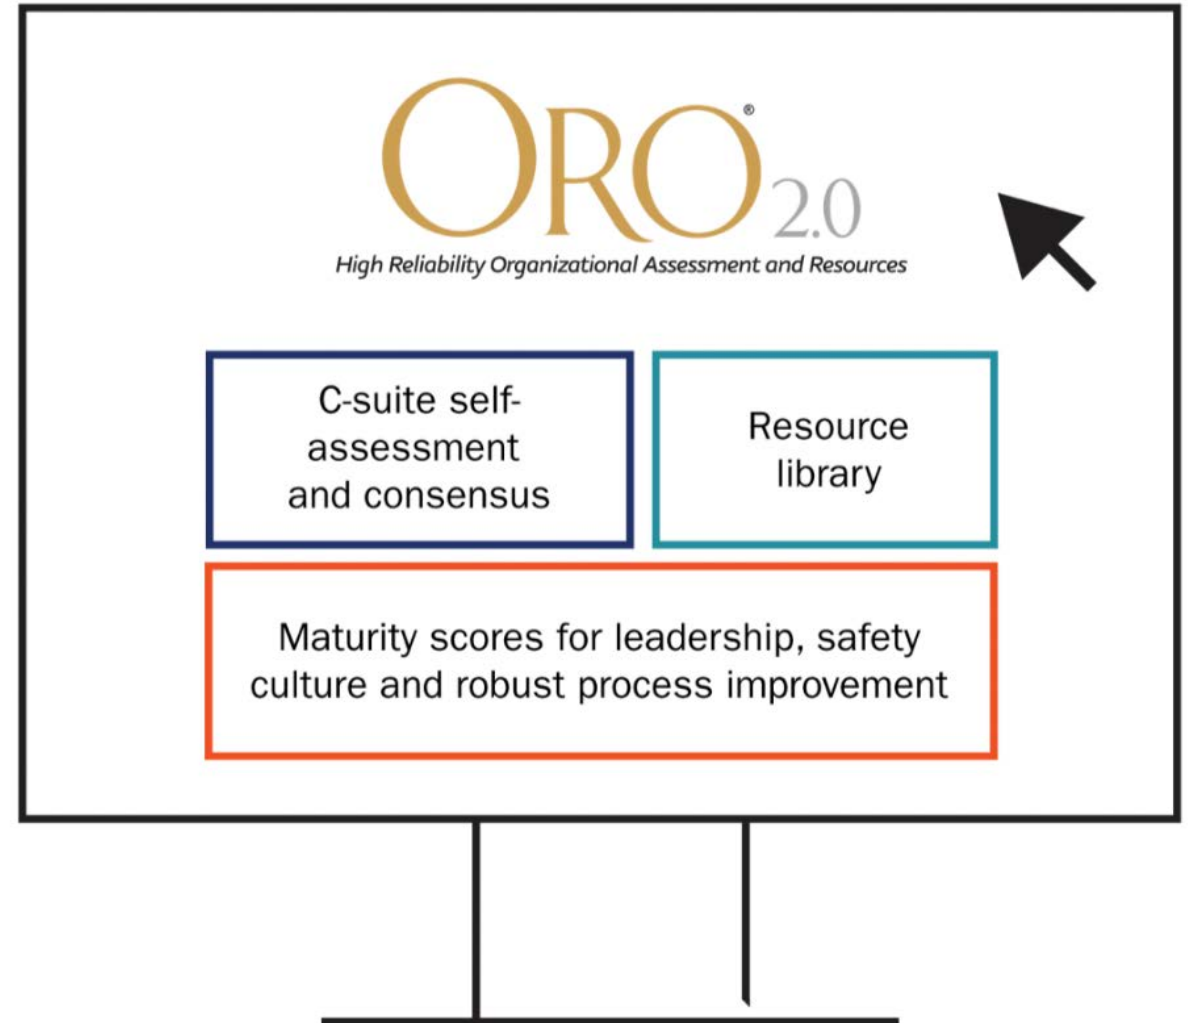 ORO® 2.0
High Reliability Organizational Assessment and Resources
C-suite self-
assessment
and consensus
Resource
library
Maturity scores for leadership, safety
culture and robust process improvement